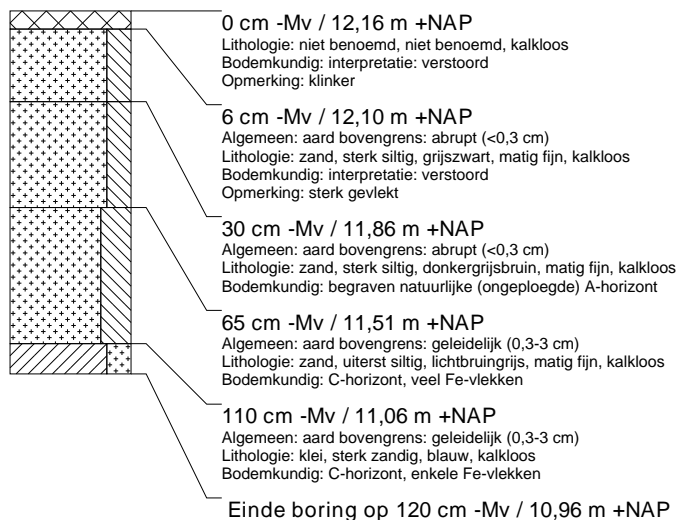 0 cm -Mv / 12,16 m +NAP
Lithologie: niet benoemd, niet benoemd, kalkloos
Bodemkundig: interpretatie: verstoord
Opmerking: klinker
6 cm -Mv / 12,10 m +NAP
Algemeen: aard bovengrens: abrupt (<0,3 cm)
Lithologie: zand, sterk siltig, grijszwart, matig fijn, kalkloos
Bodemkundig: interpretatie: verstoord
Opmerking: sterk gevlekt
30 cm -Mv / 11,86 m +NAP
Algemeen: aard bovengrens: abrupt (<0,3 cm)
Lithologie: zand, sterk siltig, donkergrijsbruin, matig fijn, kalkloos
Bodemkundig: begraven natuurlijke (ongeploegde) A-horizont
65 cm -Mv / 11,51 m +NAP
Algemeen: aard bovengrens: geleidelijk (0,3-3 cm)
Lithologie: zand, uiterst siltig, lichtbruingrijs, matig fijn, kalkloos
Bodemkundig: C-horizont, veel Fe-vlekken
110 cm -Mv / 11,06 m +NAP
Algemeen: aard bovengrens: geleidelijk (0,3-3 cm)
Lithologie: klei, sterk zandig, blauw, kalkloos
Bodemkundig: C-horizont, enkele Fe-vlekken
Einde boring op 120 cm -Mv / 10,96 m +NAP